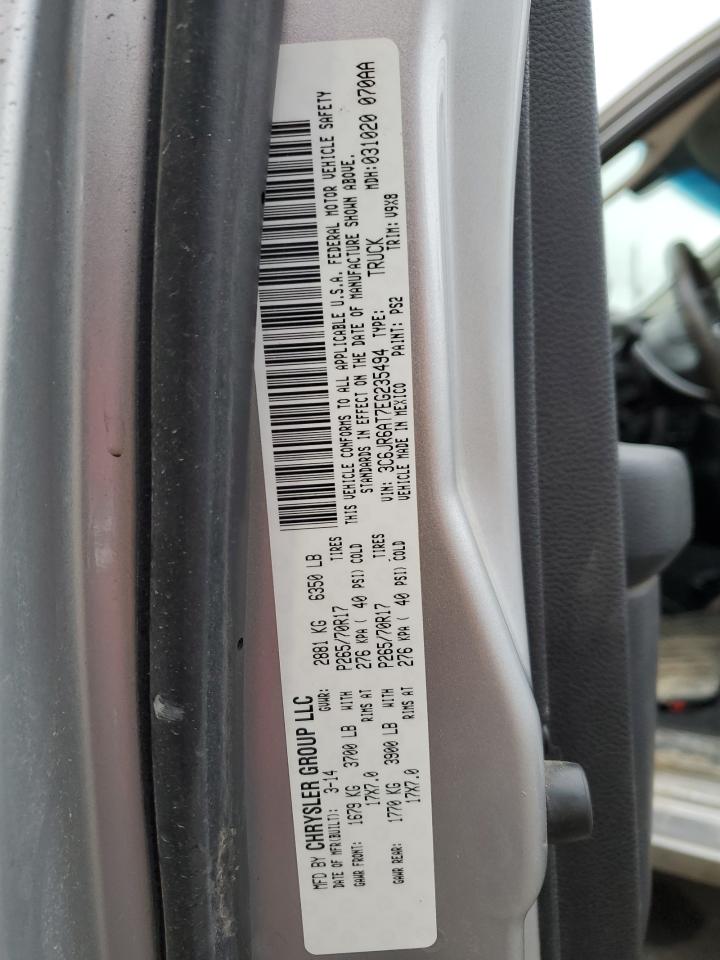 MFD BY CHRYSLER GROUP LLC
DATE OF MFR(BUILT): 3-14 GVWR: 2881 KG 6350 LB
GAWR FRONT: 1679 KG 3700 LB WITH P265/70R17 TIRES
17X7.0 RIMS AT 276 KPA( 40 PSI) COLD
GAWR REAR: 1770 KG 3900 LB WITH P265/70R17 TIRES
17X7.0 RIMS AT 276 KPA( 40 PSI) COLD
THIS VEHICLE CONFORMS TO ALL APPLICABLE U.S.A. FEDERAL MOTOR VEHICLE SAFETY
STANDARDS IN EFFECT ON THE DATE OF MANUFACTURE SHOWN ABOVE.
VIN: 3C6JR6AT7EG235494 TYPE: TRUCK MDH:031020 070AA
VEHICLE MADE IN MEXICO PAINT: PS2 TRIM: V9X8